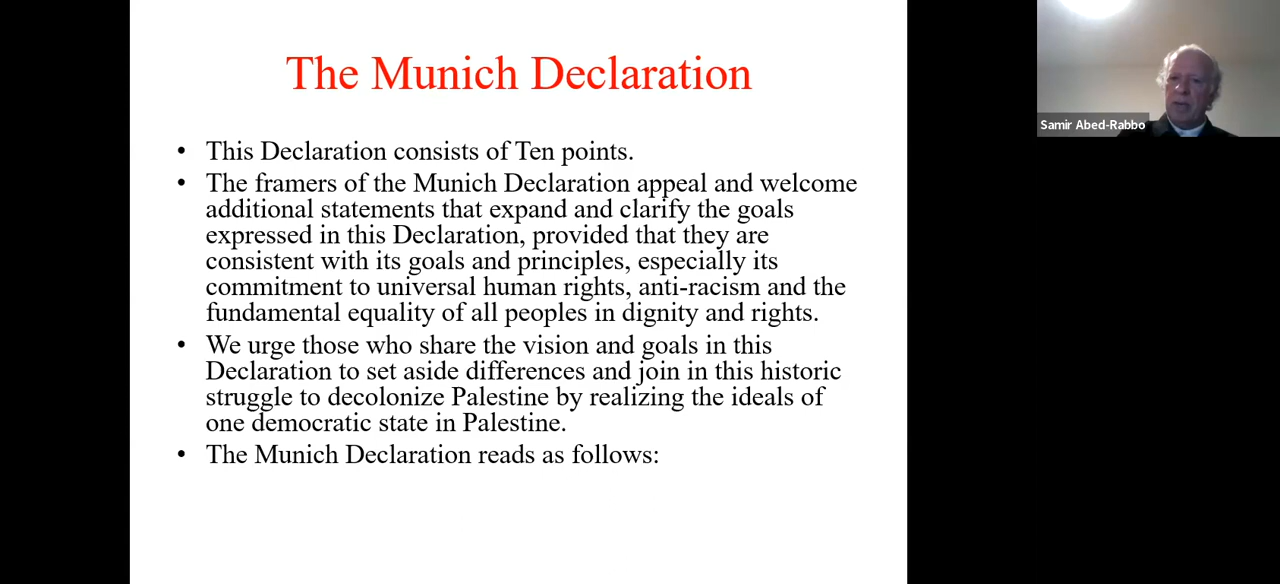 The Munich Declaration
• This Declaration consists of Ten points.
• The framers of the Munich Declaration appeal and welcome
additional statements that expand and clarify the goals
expressed in this Declaration, provided that they are
consistent with its goals and principles, especially its
commitment to universal human rights, anti-racism and the
fundamental equality of all peoples in dignity and rights.
• We urge those who share the vision and goals in this
Declaration to set aside differences and join in this historic
struggle to decolonize Palestine by realizing the ideals of
one democratic state in Palestine.
• The Munich Declaration reads as follows:
Samir Abed-Rabbo